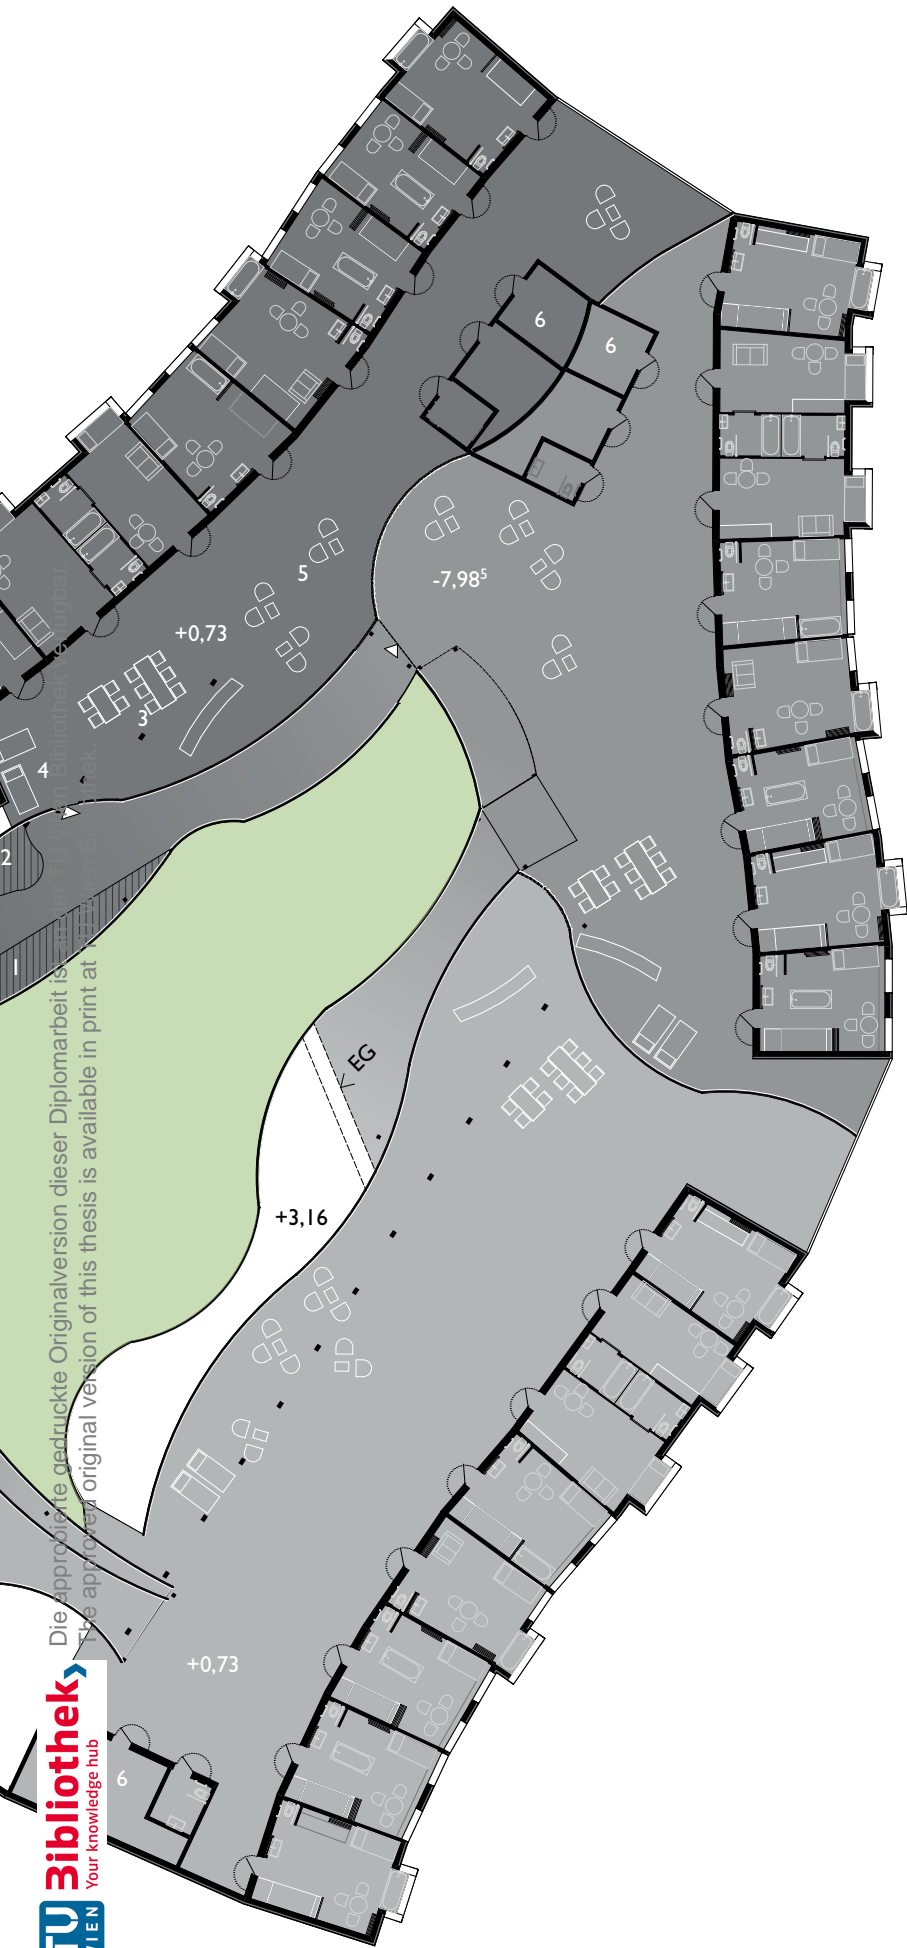 6
6
-7,98⁵
5
+0,73
3
4
2
1
EG
+3,16
+0,73
6
Die approbierte gedruckte Originalversion dieser Diplomarbeit ist an der TU Wien Bibliothek verfügbar.
The approved original version of this thesis is available in print at TU Wien Bibliothek.
Bibliothek
Your knowledge hub
TU
WIEN